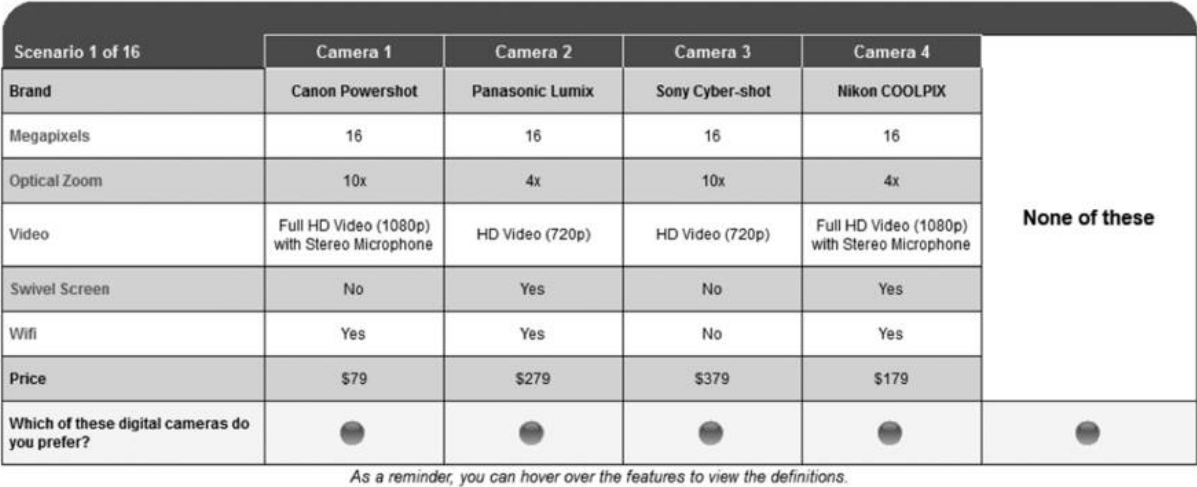 Scenario 1 of 16 Camera 1 Camera 2 Camera 3 Camera 4
Brand Canon Powershot Panasonic Lumix Sony Cyber-shot Nikon COOLPIX
Megapixels 16 16 16 16
Optical Zoom 10x 4x 10x 4x
Video Full HD Video (1080p) with Stereo Microphone HD Video (720p) HD Video (720p) Full HD Video (1080p) with Stereo Microphone
None of these
Swivel Screen No Yes No Yes
Wifi Yes Yes No Yes
Price $79 $279 $379 $179
Which of these digital cameras do
you prefer?
As a reminder, you can hover over the features to view the definitions.